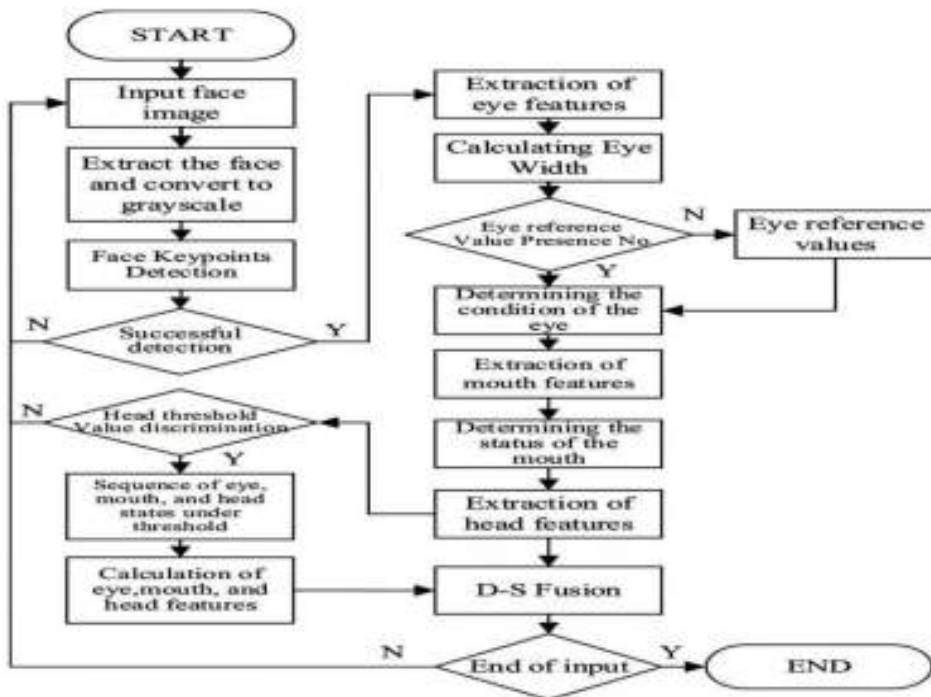 START
Input face
image
Extract the face
and convert to
grayscale
Face Keypoints
Detection
N
Successful
detection
Y
N
Head threshold
Value discrimination
Y
Sequence of eye,
mouth, and head
states under
threshold
Calculation of
eye,mouth, and
head features
Extraction of
eye features
Calculating Eye
Width
Eye reference
Value Presence No
N
Eye reference
values
Y
Determining the
condition of the
eye
Extraction of
mouth features
Determining the
status of the
mouth
Extraction of
head features
D-S Fusion
N
End of input
Y
END